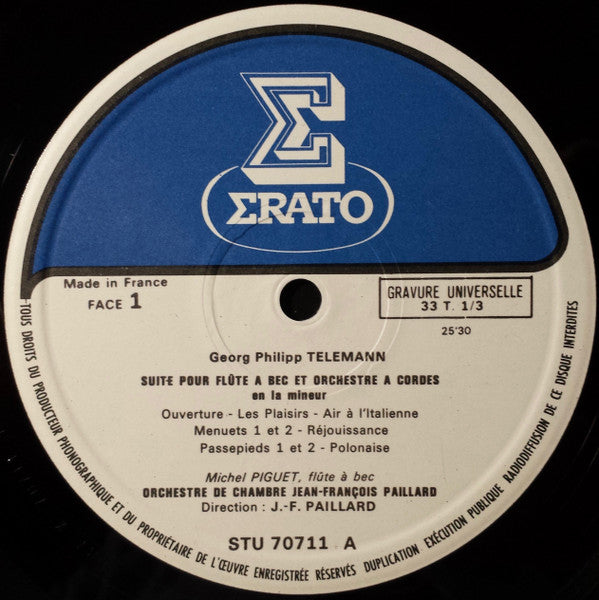 Σ
ΣRATO
Made in France
FACE 1
GRAVURE UNIVERSELLE
33 T. 1/3
25'30
Georg Philipp TELEMANN
SUITE POUR FLÛTE A BEC ET ORCHESTRE A CORDES
en la mineur
Ouverture - Les Plaisirs - Air à l'Italienne
Menuets 1 et 2 - Réjouissance
Passepieds 1 et 2 - Polonaise
Michel PIGUET, flûte à bec
ORCHESTRE DE CHAMBRE JEAN-FRANÇOIS PAILLARD
Direction : J.-F. PAILLARD
STU 70711 A
TOUS DROITS DU PRODUCTEUR PHONOGRAPHIQUE ET DU PROPRIÉTAIRE DE L'ŒUVRE ENREGISTRÉE RÉSERVÉS DUPLICATION EXÉCUTION PUBLIQUE RADIODIFFUSION DE CE DISQUE INTERDITES